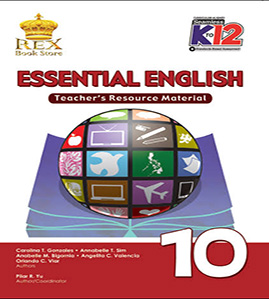 REX
Book Store
K to 12
ESSENTIAL ENGLISH
Teacher's Resource Material
Carolina T. Gonzales • Annabelle T. Sim
Anabelle M. Bigornia • Angelita C. Valencia
Orlando C. Vlar
Authors
Pilar R. Yu
Author/Coordinator
10